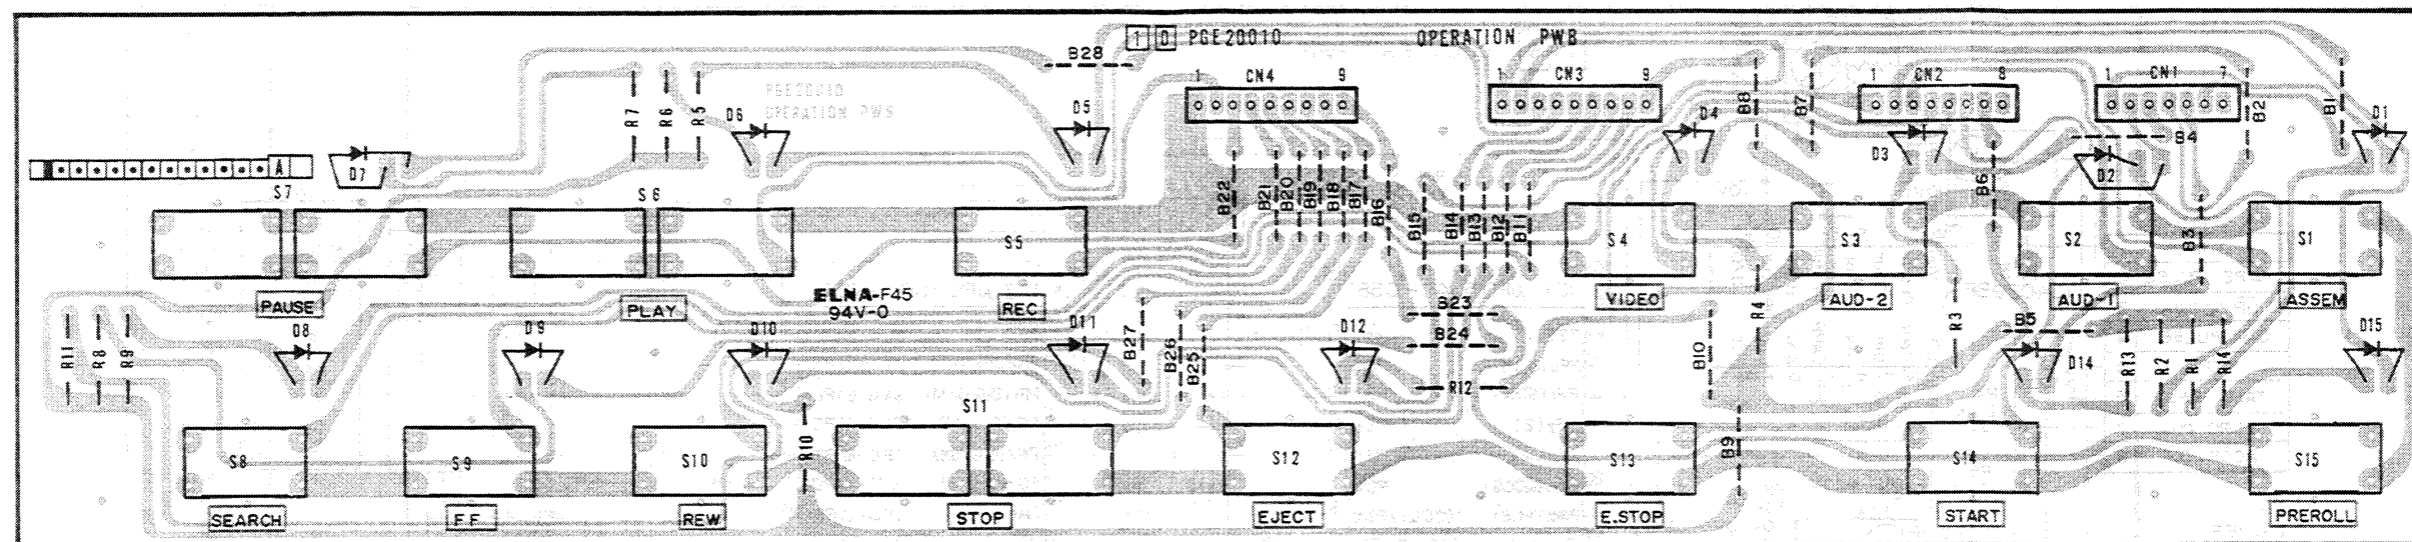 1 0 PGE20010 OPERATION PWB
B28
1 CN4 9
1 CN3 9
1 CN2 8
1 CN1 7
PGE20010
OPERATION PWB
R7 R6 R5 D6 D5 D4 B8 B7 D3 D2 B4 B2 B1 D1
A
D7
S7 S6
B22 B21 B20 B19 B18 B17 B16 B15 B14 B13 B12 B11 B6 B3
S5 S4 S3 S2 S1
PAUSE PLAY REC VIDEO AUD-2 AUD-1 ASSEM
ELNA-F45
94V-0
R11 R8 R9 D8 D9 D10 D11 B27 B26 B25 D12 B23 B24 R12 B10 R4 R3 B5 D14 R13 R2 R1 R14 D15
S8 S9 S10 R10 S11 S12 S13 B9 S14 S15
SEARCH FF REW STOP EJECT E.STOP START PREROLL